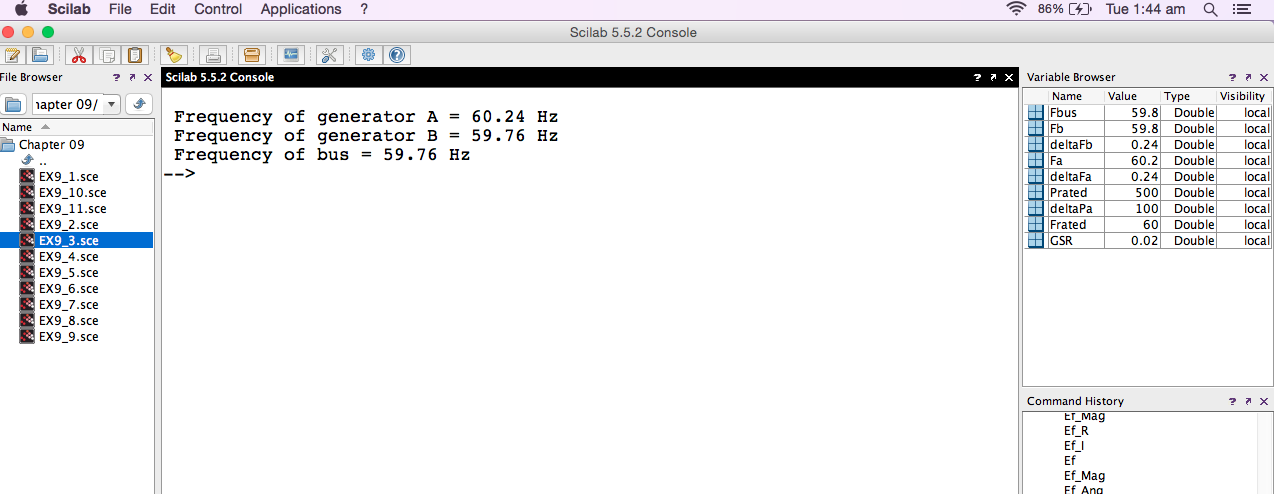 Scilab File Edit Control Applications ? 86% Tue 1:44 am
Scilab 5.5.2 Console
File Browser ? Scilab 5.5.2 Console ? Variable Browser ?
hapter 09/
Name
Chapter 09
..
EX9_1.sce
EX9_10.sce
EX9_11.sce
EX9_2.sce
EX9_3.sce
EX9_4.sce
EX9_5.sce
EX9_6.sce
EX9_7.sce
EX9_8.sce
EX9_9.sce
Frequency of generator A = 60.24 Hz
Frequency of generator B = 59.76 Hz
Frequency of bus = 59.76 Hz
-->
Name Value Type Visibility
Fbus 59.8 Double local
Fb 59.8 Double local
deltaFb 0.24 Double local
Fa 60.2 Double local
deltaFa 0.24 Double local
Prated 500 Double local
deltaPa 100 Double local
Frated 60 Double local
GSR 0.02 Double local
Command History ?
Ef_Mag
Ef_R
Ef_I
Ef
Ef_Mag
Ef_Ang